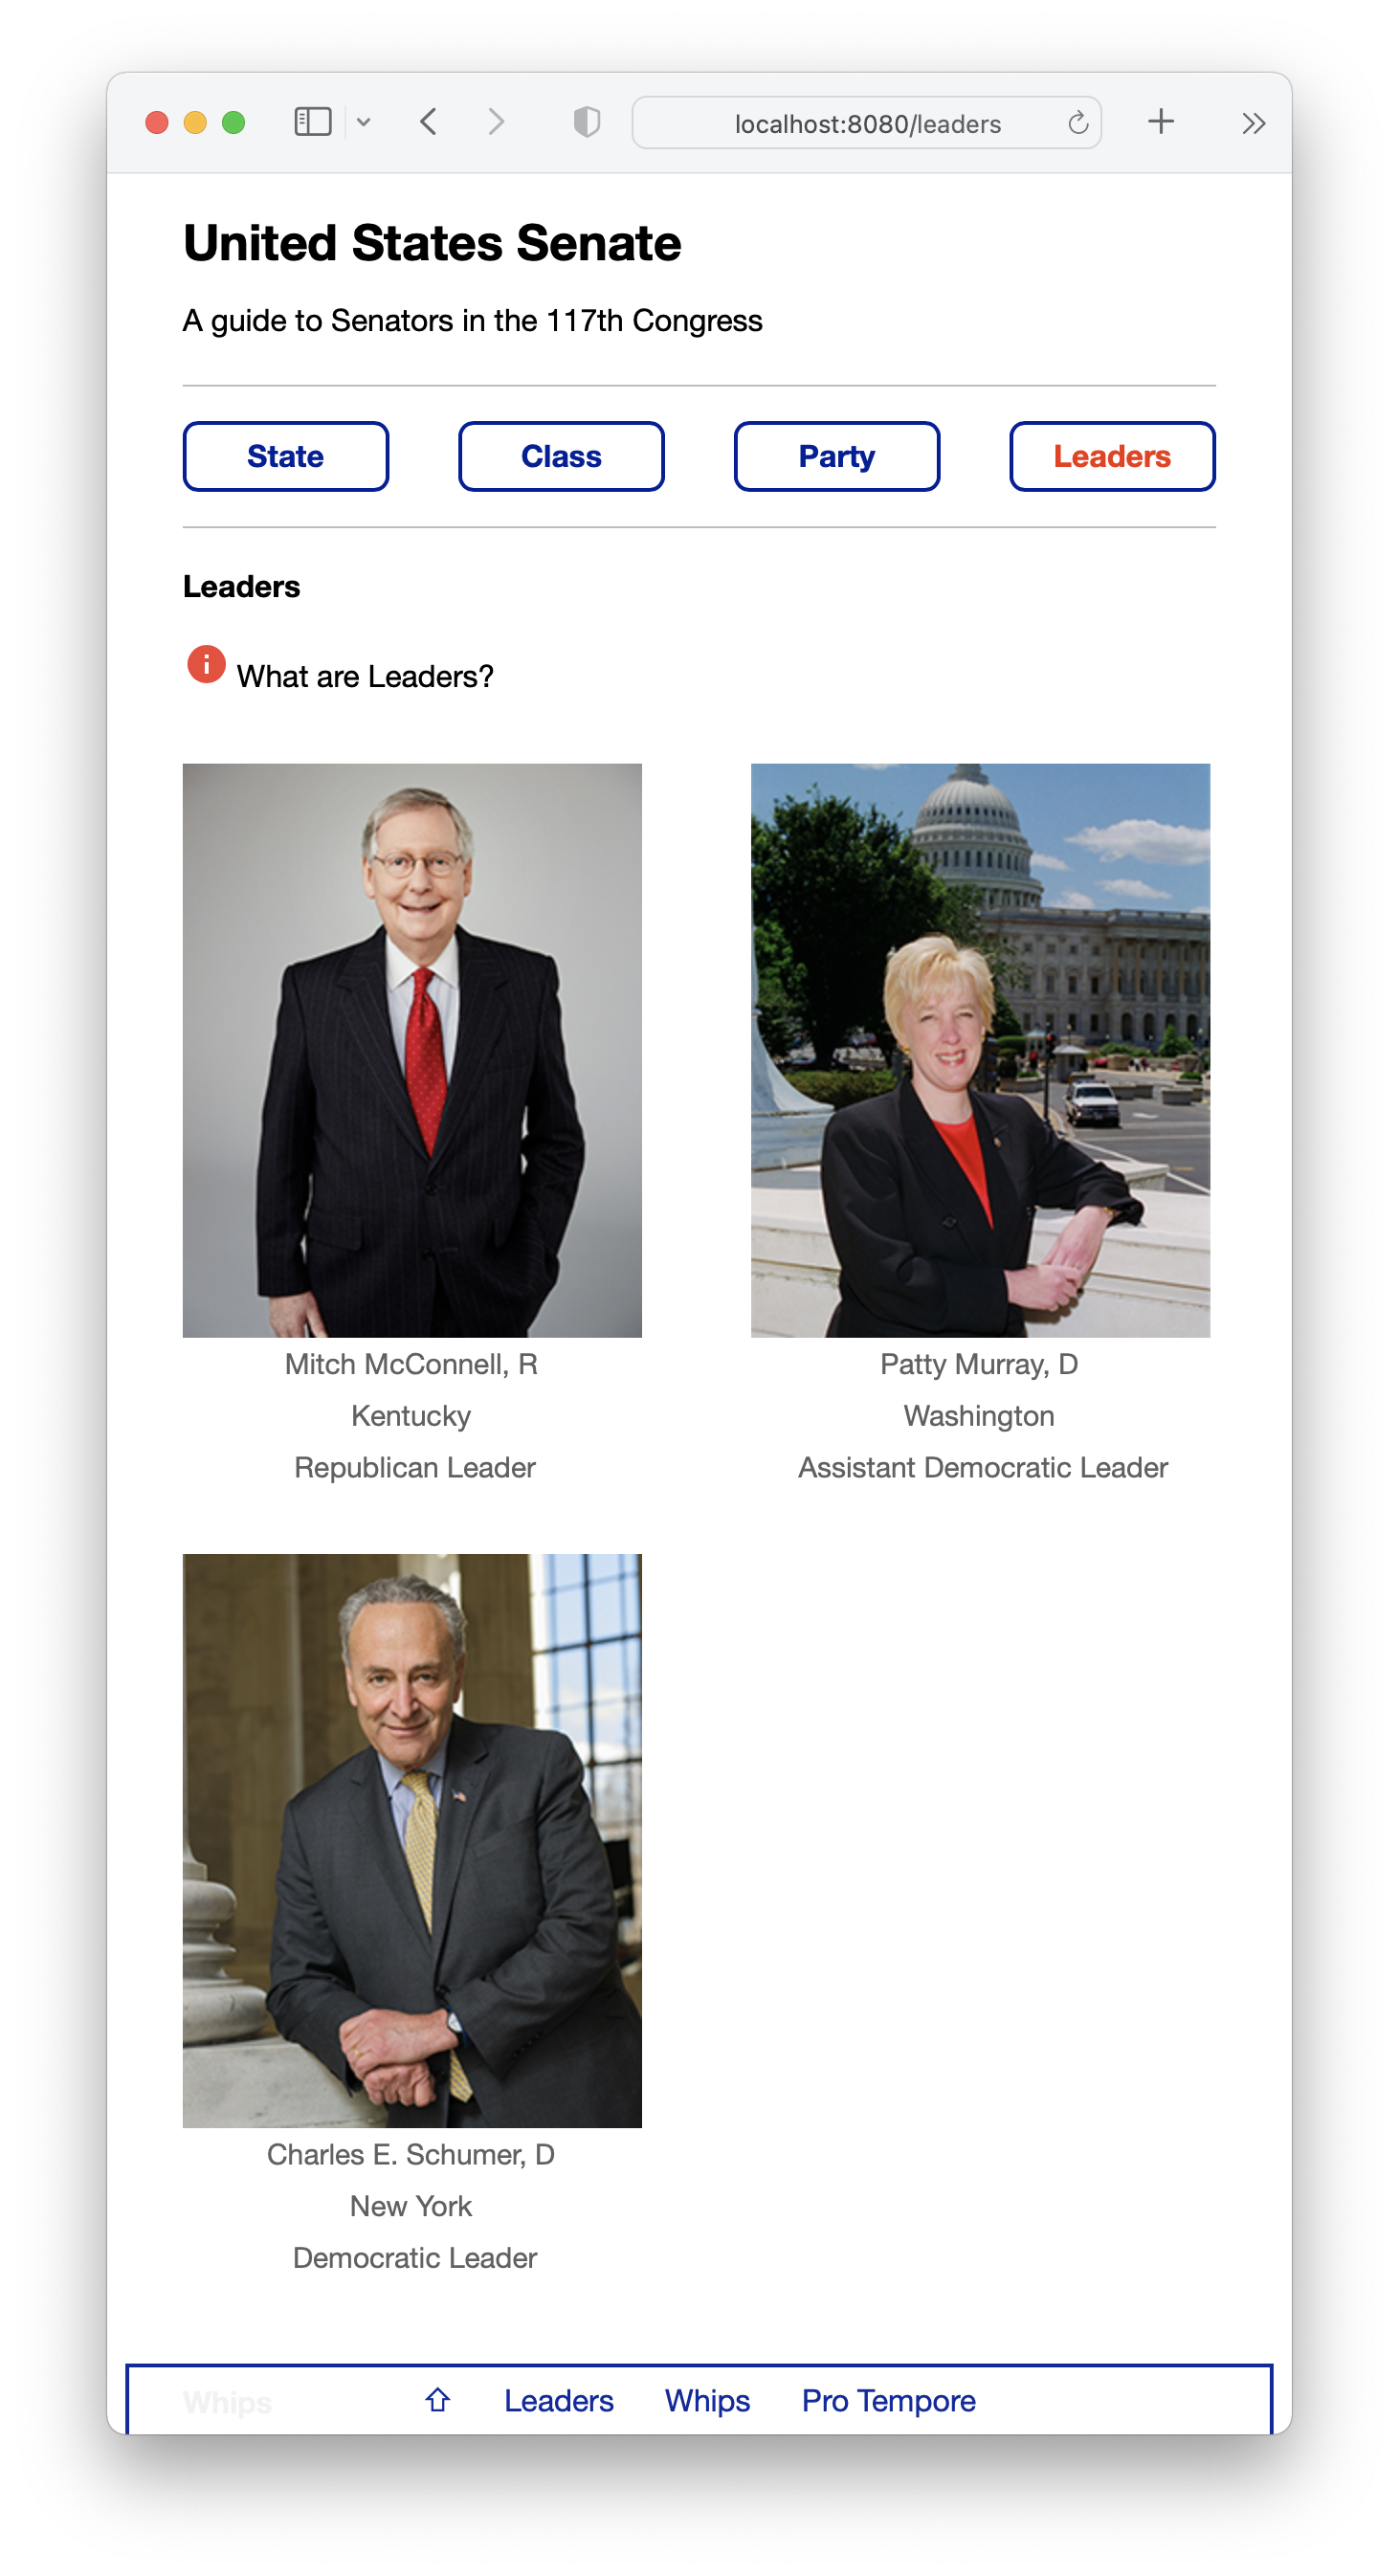 localhost:8080/leaders
United States Senate
A guide to Senators in the 117th Congress
State Class Party Leaders
Leaders
What are Leaders?
Mitch McConnell, R
Kentucky
Republican Leader
Patty Murray, D
Washington
Assistant Democratic Leader
Charles E. Schumer, D
New York
Democratic Leader
Whips
Leaders Whips Pro Tempore